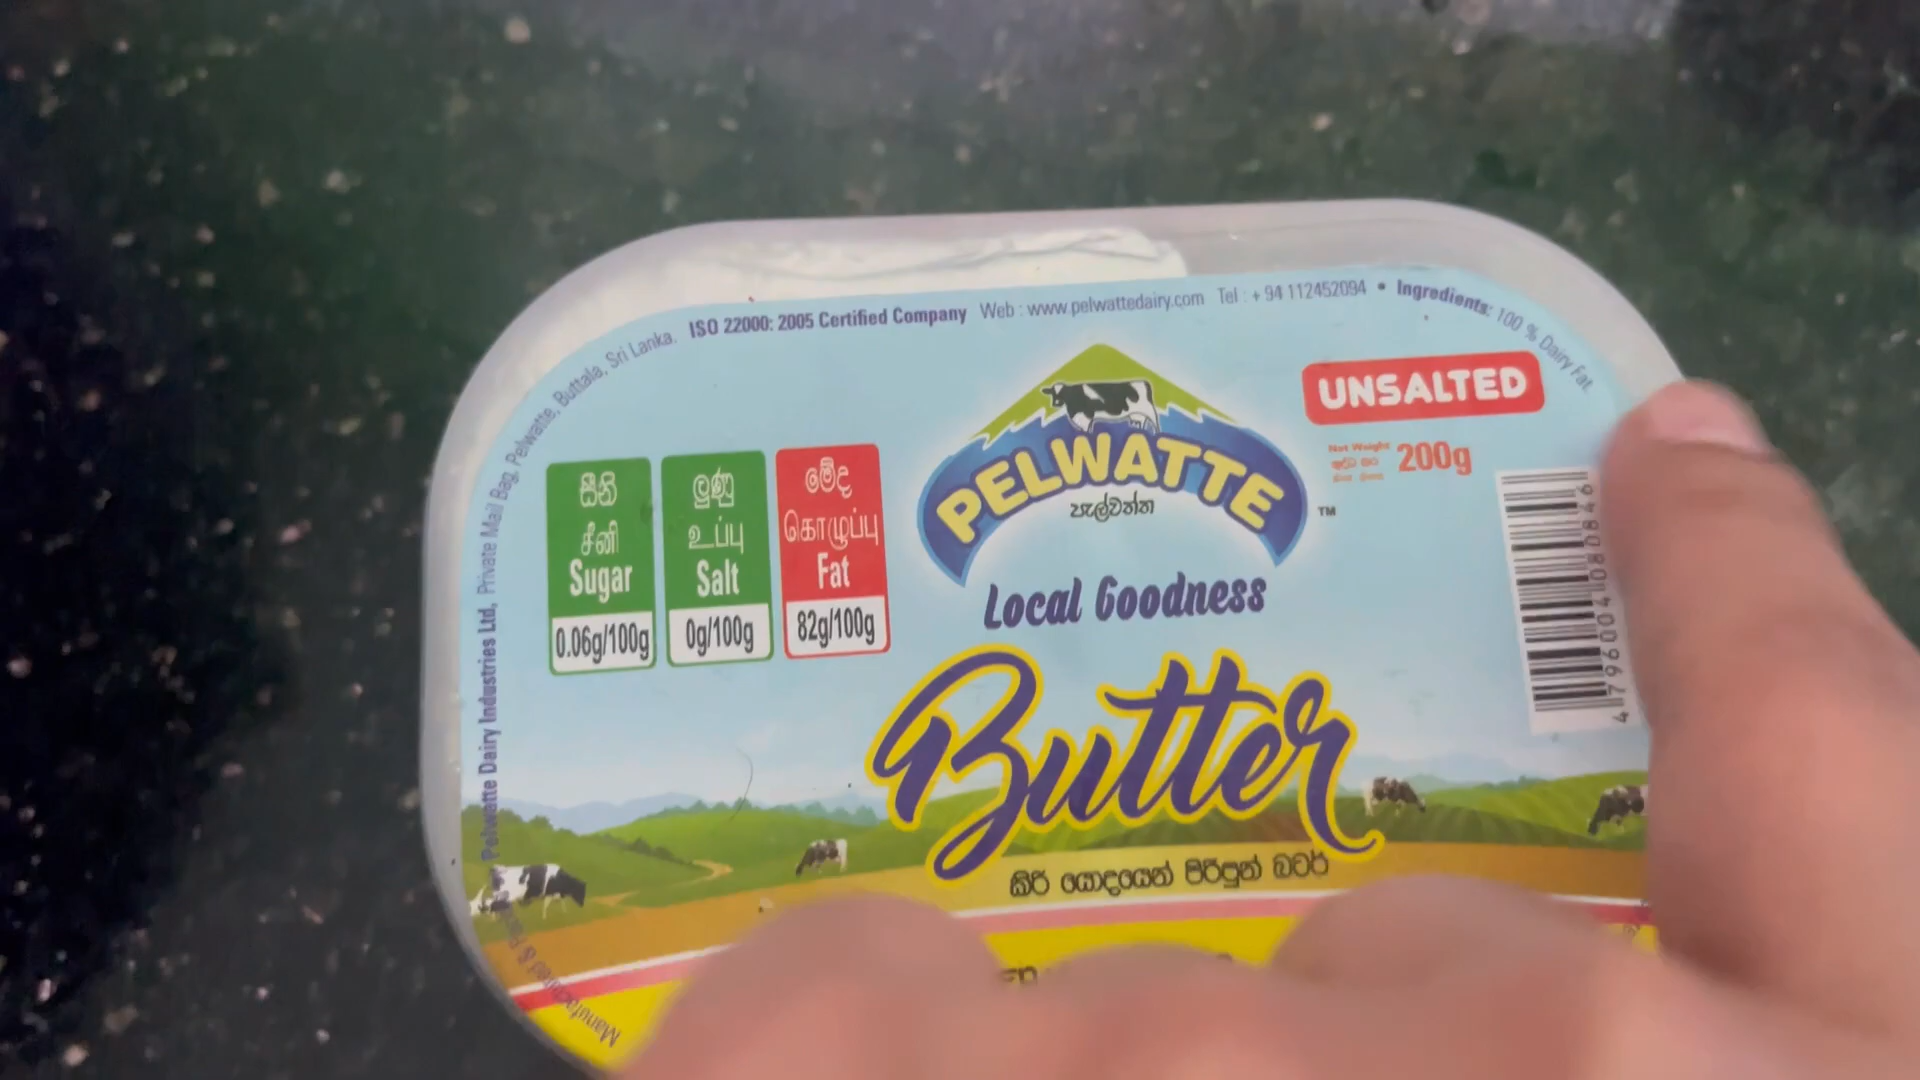 Pelwatte Dairy Industries Ltd, Private Mail Bag, Pelwatte, Buttala, Sri Lanka. ISO 22000: 2005 Certified Company Web : www.pelwattedairy.com Tel : + 94 112452094 • Ingredients: 100 % Dairy Fat.
UNSALTED
Net Weight 200g
සීනි
சீனி
Sugar
0.06g/100g
ලුණු
உப்பு
Salt
0g/100g
මේද
கொழுப்பு
Fat
82g/100g
PELWATTE
පැල්වත්ත
TM
Local Goodness
Butter
කිරි යොදයෙන් පිරිපුන් බටර්
4796004080846